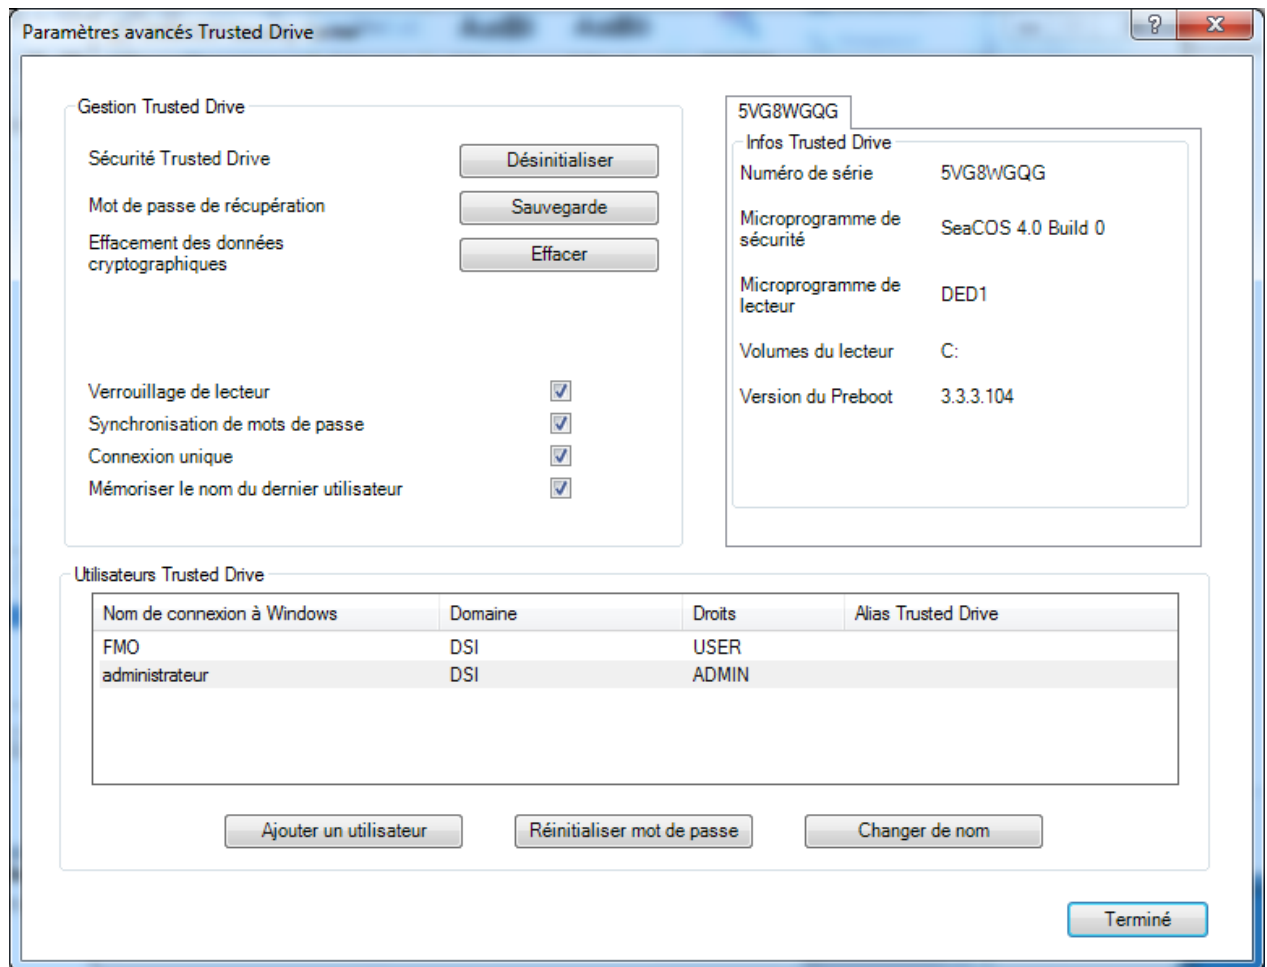 Paramètres avancés Trusted Drive
Gestion Trusted Drive
Sécurité Trusted Drive
Désinitialiser
Mot de passe de récupération
Sauvegarde
Effacement des données
cryptographiques
Effacer
Verrouillage de lecteur
Synchronisation de mots de passe
Connexion unique
Mémoriser le nom du dernier utilisateur
5VG8WGQG
Infos Trusted Drive
Numéro de série 5VG8WGQG
Microprogramme de
sécurité
SeaCOS 4.0 Build 0
Microprogramme de
lecteur
DED1
Volumes du lecteur C:
Version du Preboot 3.3.3.104
Utilisateurs Trusted Drive
Nom de connexion à Windows Domaine Droits Alias Trusted Drive
FMO DSI USER
administrateur DSI ADMIN
Ajouter un utilisateur Réinitialiser mot de passe Changer de nom
Terminé